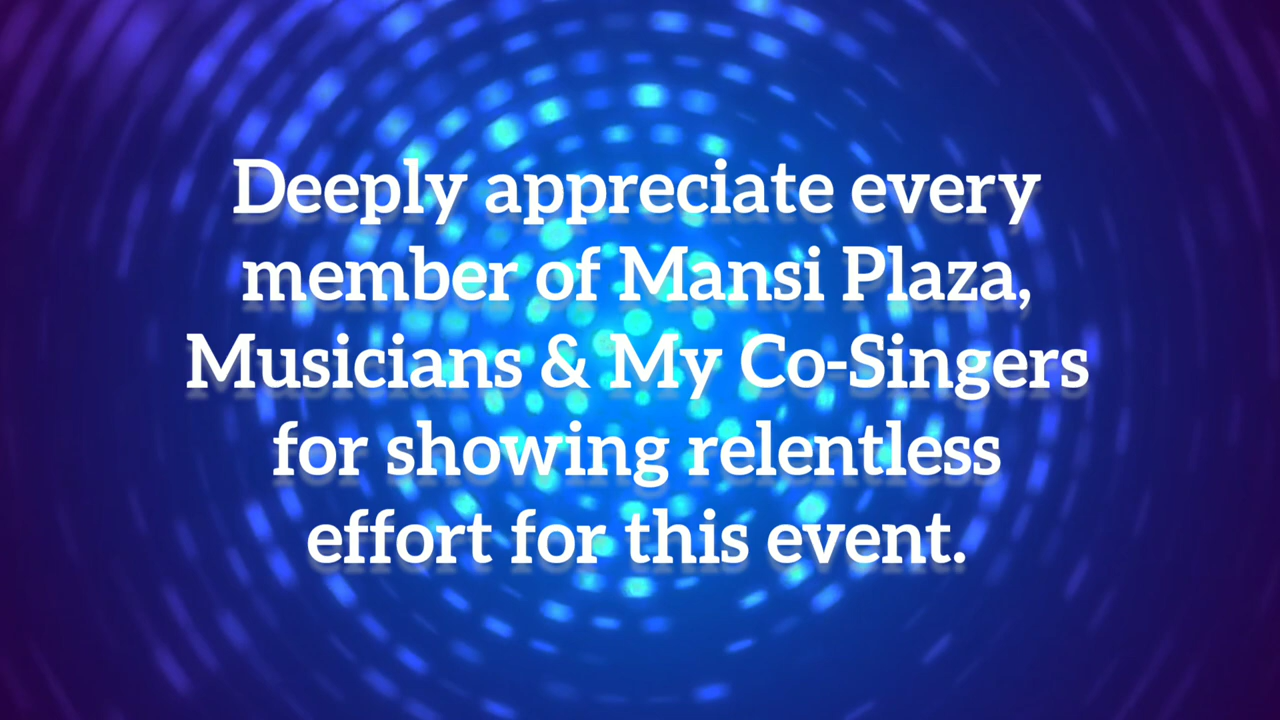 Deeply appreciate every
member of Mansi Plaza,
Musicians & My Co-Singers
for showing relentless
effort for this event.